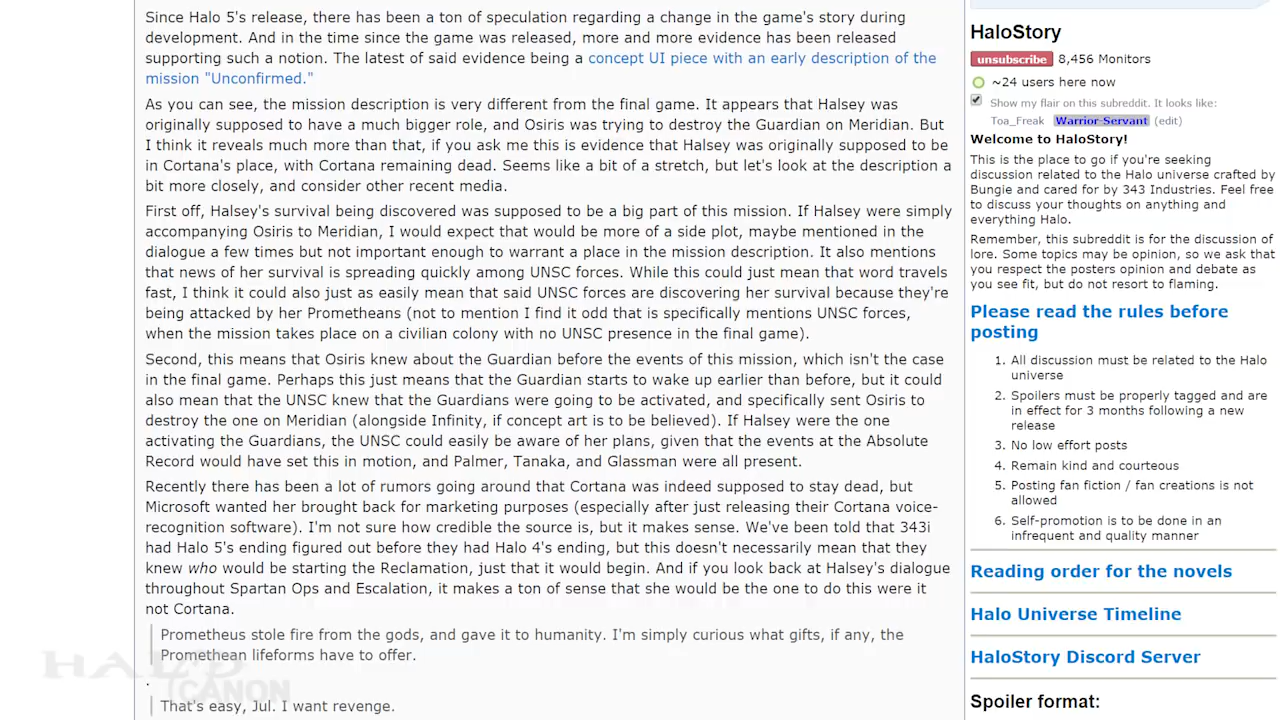 Since Halo 5's release, there has been a ton of speculation regarding a change in the game's story during
development. And in the time since the game was released, more and more evidence has been released
supporting such a notion. The latest of said evidence being a concept UI piece with an early description of the
mission "Unconfirmed."
As you can see, the mission description is very different from the final game. It appears that Halsey was
originally supposed to have a much bigger role, and Osiris was trying to destroy the Guardian on Meridian. But
I think it reveals much more than that, if you ask me this is evidence that Halsey was originally supposed to be
in Cortana's place, with Cortana remaining dead. Seems like a bit of a stretch, but let's look at the description a
bit more closely, and consider other recent media.
First off, Halsey's survival being discovered was supposed to be a big part of this mission. If Halsey were simply
accompanying Osiris to Meridian, I would expect that would be more of a side plot, maybe mentioned in the
dialogue a few times but not important enough to warrant a place in the mission description. It also mentions
that news of her survival is spreading quickly among UNSC forces. While this could just mean that word travels
fast, I think it could also just as easily mean that said UNSC forces are discovering her survival because they're
being attacked by her Prometheans (not to mention I find it odd that is specifically mentions UNSC forces,
when the mission takes place on a civilian colony with no UNSC presence in the final game).
Second, this means that Osiris knew about the Guardian before the events of this mission, which isn't the case
in the final game. Perhaps this just means that the Guardian starts to wake up earlier than before, but it could
also mean that the UNSC knew that the Guardians were going to be activated, and specifically sent Osiris to
destroy the one on Meridian (alongside Infinity, if concept art is to be believed). If Halsey were the one
activating the Guardians, the UNSC could easily be aware of her plans, given that the events at the Absolute
Record would have set this in motion, and Palmer, Tanaka, and Glassman were all present.
Recently there has been a lot of rumors going around that Cortana was indeed supposed to stay dead, but
Microsoft wanted her brought back for marketing purposes (especially after just releasing their Cortana voice-
recognition software). I'm not sure how credible the source is, but it makes sense. We've been told that 343i
had Halo 5's ending figured out before they had Halo 4's ending, but this doesn't necessarily mean that they
knew who would be starting the Reclamation, just that it would begin. And if you look back at Halsey's dialogue
throughout Spartan Ops and Escalation, it makes a ton of sense that she would be the one to do this were it
not Cortana.
Prometheus stole fire from the gods, and gave it to humanity. I'm simply curious what gifts, if any, the
Promethean lifeforms have to offer.
.
That's easy, Jul. I want revenge.
HALO
CANON
HaloStory
unsubscribe 8,456 Monitors
~24 users here now
Show my flair on this subreddit. It looks like:
Toa_Freak Warrior-Servant (edit)
Welcome to HaloStory!
This is the place to go if you're seeking
discussion related to the Halo universe crafted by
Bungie and cared for by 343 Industries. Feel free
to discuss your thoughts on anything and
everything Halo.
Remember, this subreddit is for the discussion of
lore. Some topics may be opinion, so we ask that
you respect the posters opinion and debate as
you see fit, but do not resort to flaming.
Please read the rules before
posting
1. All discussion must be related to the Halo
universe
2. Spoilers must be properly tagged and are
in effect for 3 months following a new
release
3. No low effort posts
4. Remain kind and courteous
5. Posting fan fiction / fan creations is not
allowed
6. Self-promotion is to be done in an
infrequent and quality manner
Reading order for the novels
Halo Universe Timeline
HaloStory Discord Server
Spoiler format: